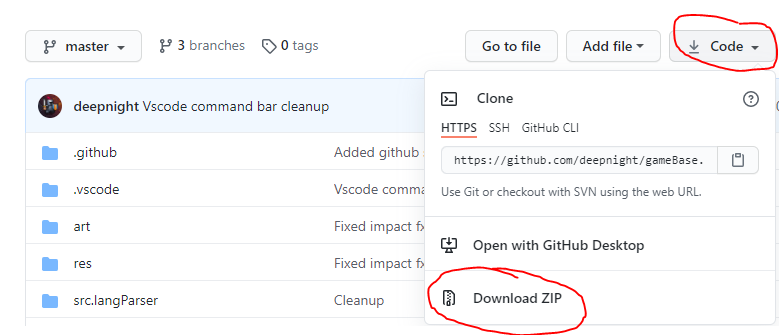 master 3 branches 0 tags Go to file Add file Code
deepnight Vscode command bar cleanup
Clone
HTTPS SSH GitHub CLI
https://github.com/deepnight/gameBase.
Use Git or checkout with SVN using the web URL.
Open with GitHub Desktop
Download ZIP
.github Added github
.vscode Vscode comma
art Fixed impact fx
res Fixed impact fx
src.langParser Cleanup